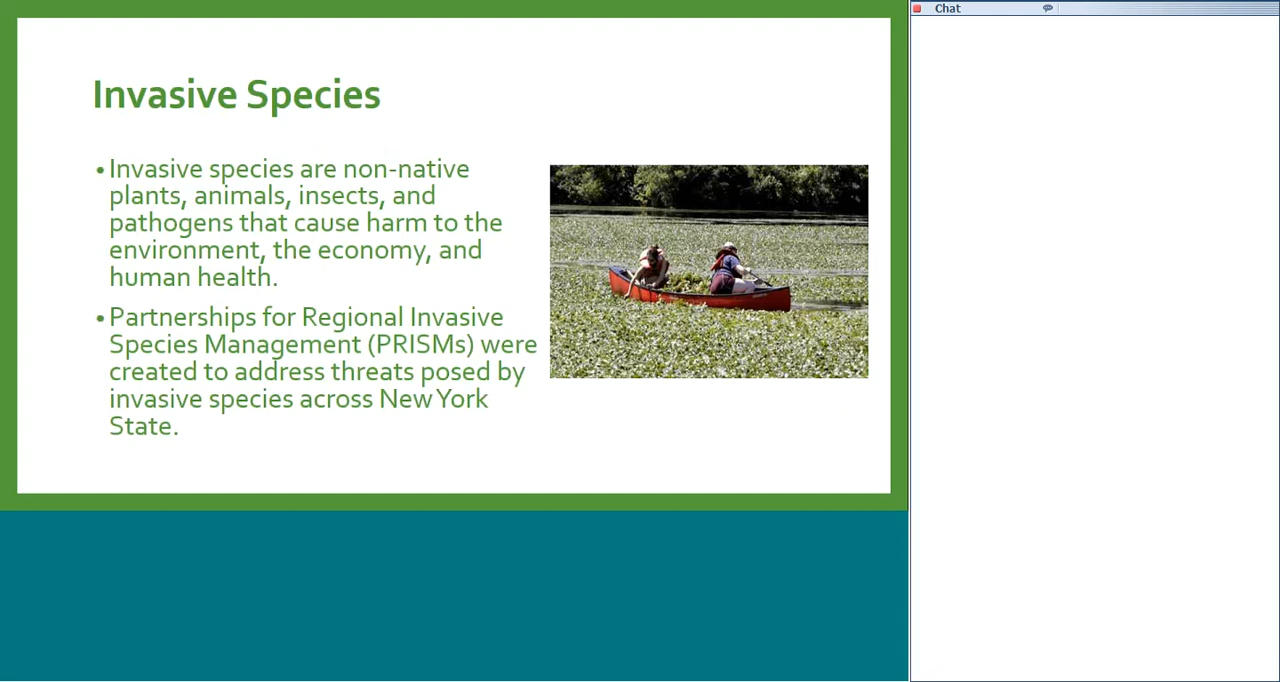 Chat
Invasive Species
• Invasive species are non-native
plants, animals, insects, and
pathogens that cause harm to the
environment, the economy, and
human health.
• Partnerships for Regional Invasive
Species Management (PRISMs) were
created to address threats posed by
invasive species across New York
State.